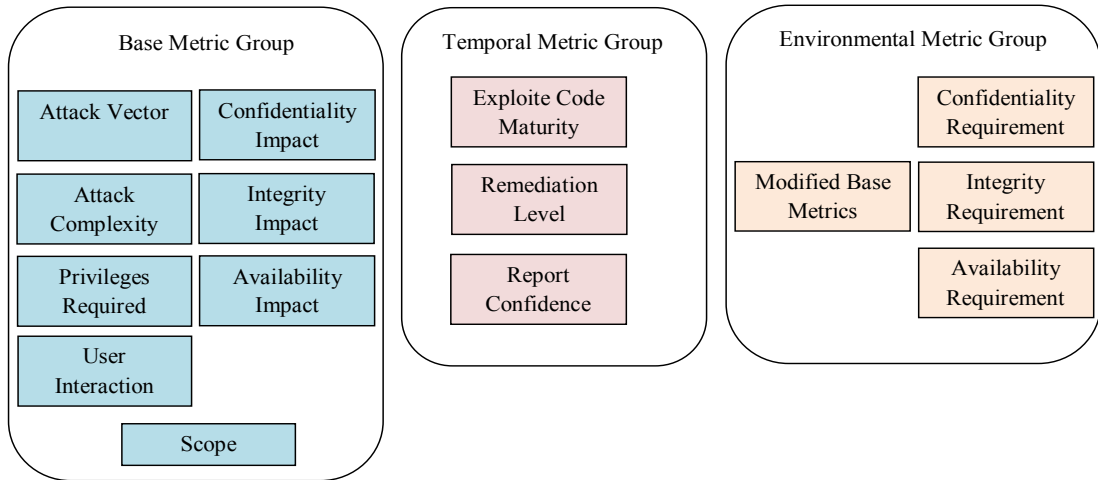 Base Metric Group
Attack Vector
Confidentiality
Impact
Attack
Complexity
Integrity
Impact
Privileges
Required
Availability
Impact
User
Interaction
Scope
Temporal Metric Group
Exploite Code
Maturity
Remediation
Level
Report
Confidence
Environmental Metric Group
Confidentiality
Requirement
Modified Base
Metrics
Integrity
Requirement
Availability
Requirement